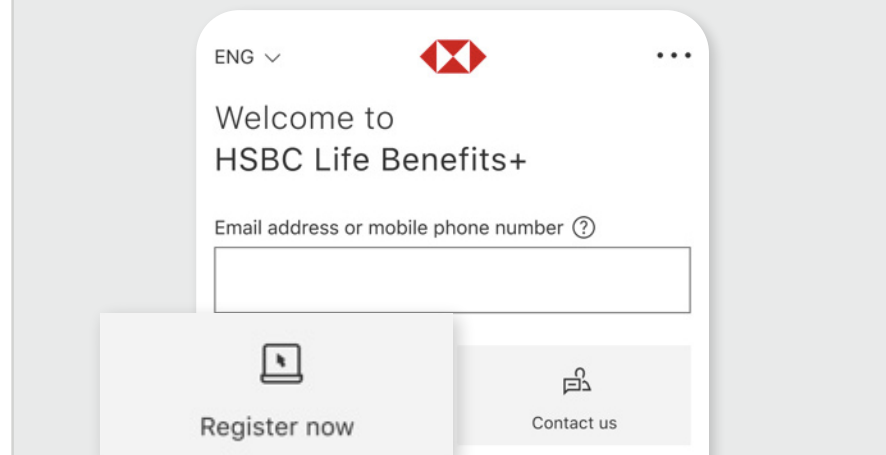 ENG
Welcome to
HSBC Life Benefits+
Email address or mobile phone number
Register now
Contact us